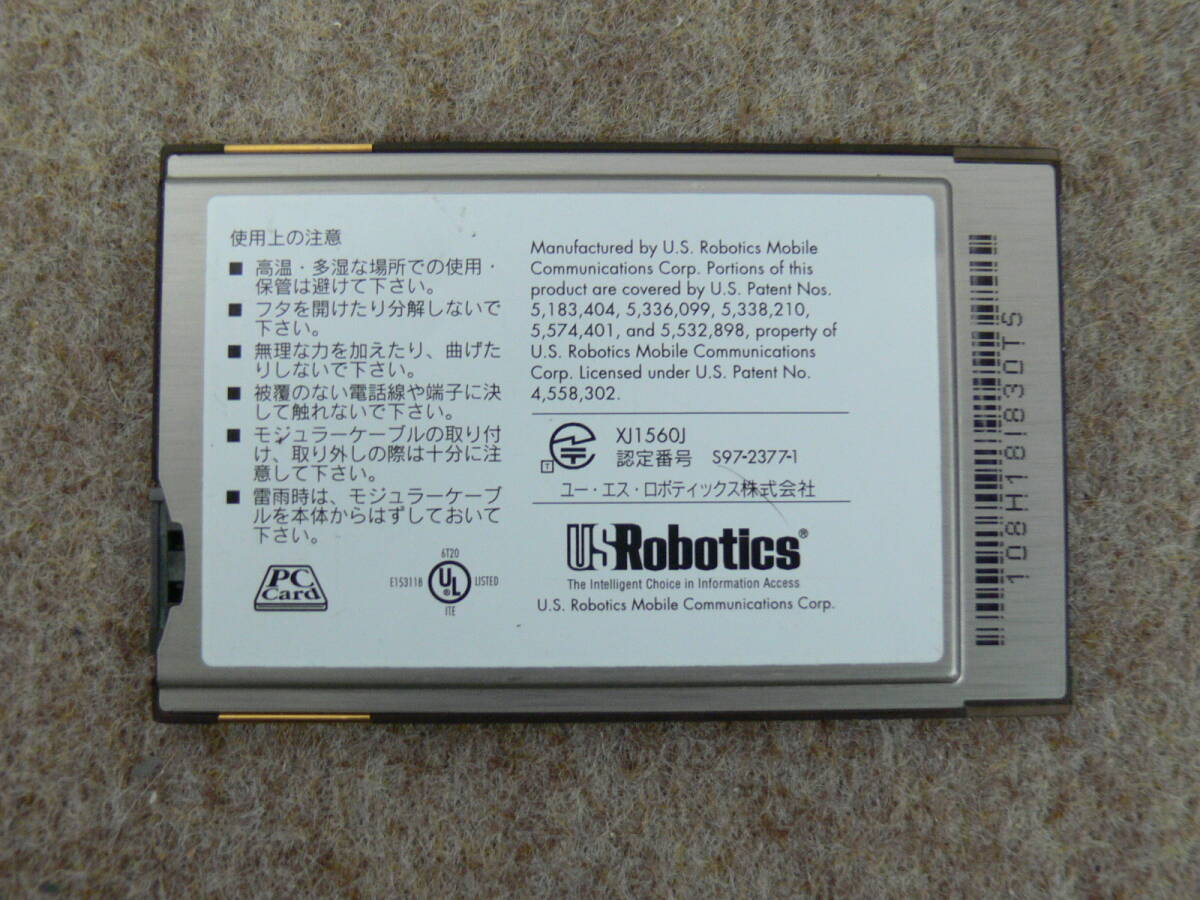 使用上の注意
■ 高温・多湿な場所での使用・
保管は避けて下さい。
■ フタを開けたり分解しないで
下さい。
■ 無理な力を加えたり、曲げた
りしないで下さい。
■ 被覆のない電話線や端子に決
して触れないで下さい。
■ モジュラーケーブルの取り付
け、取り外しの際は十分に注
意して下さい。
■ 雷雨時は、モジュラーケーブ
ルを本体からはずしておいて
下さい。
PC
Card
6T20
E153118
UL
®
LISTED
ITE
Manufactured by U.S. Robotics Mobile
Communications Corp. Portions of this
product are covered by U.S. Patent Nos.
5,183,404, 5,336,099, 5,338,210,
5,574,401, and 5,532,898, property of
U.S. Robotics Mobile Communications
Corp. Licensed under U.S. Patent No.
4,558,302.
T
XJ1560J
認定番号 S97-2377-1
ユー・エス・ロボティックス株式会社
USRobotics®
The Intelligent Choice in Information Access
U.S. Robotics Mobile Communications Corp.
108H18I830T5